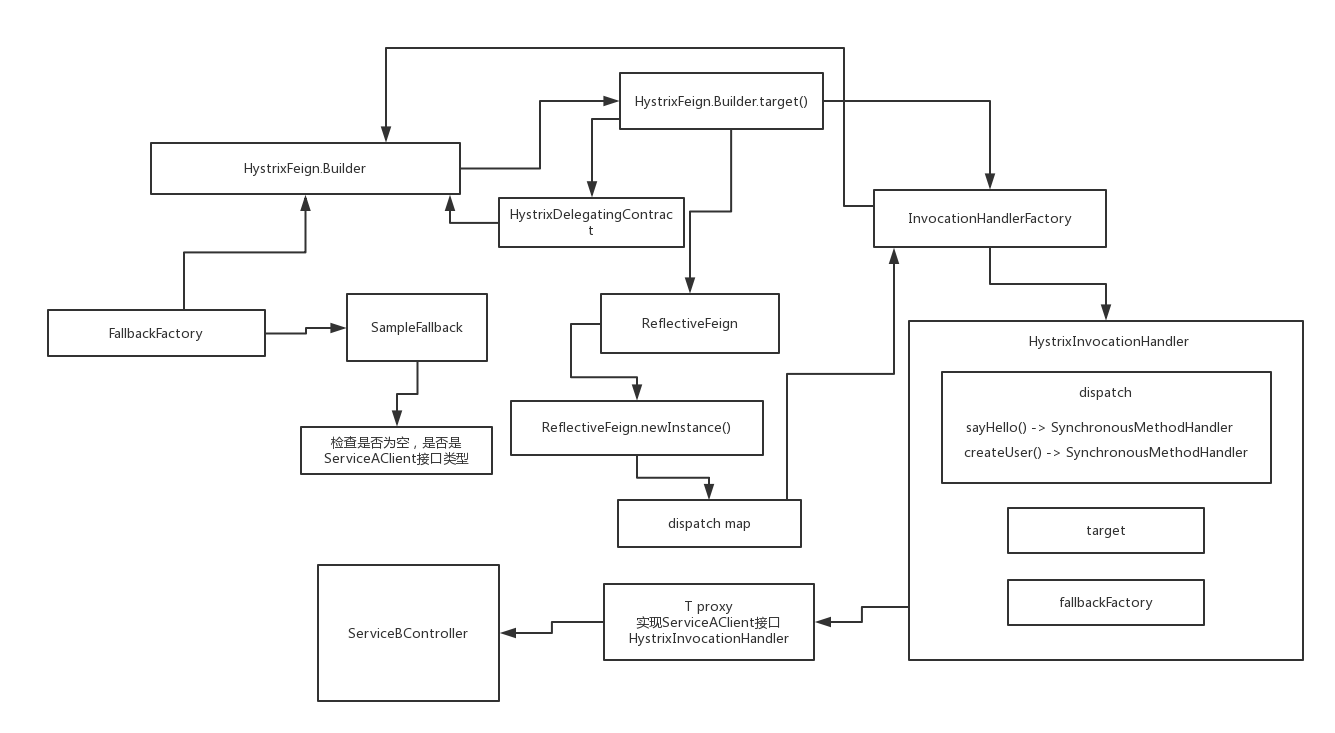 HystrixFeign.Builder.target()
HystrixFeign.Builder
HystrixDelegatingContrac
t
InvocationHandlerFactory
FallbackFactory
SampleFallback
ReflectiveFeign
检查是否为空，是否是
ServiceAClient接口类型
ReflectiveFeign.newInstance()
dispatch map
HystrixInvocationHandler
dispatch
sayHello() -> SynchronousMethodHandler
createUser() -> SynchronousMethodHandler
target
fallbackFactory
T proxy
实现ServiceAClient接口
HystrixInvocationHandler
ServiceBController